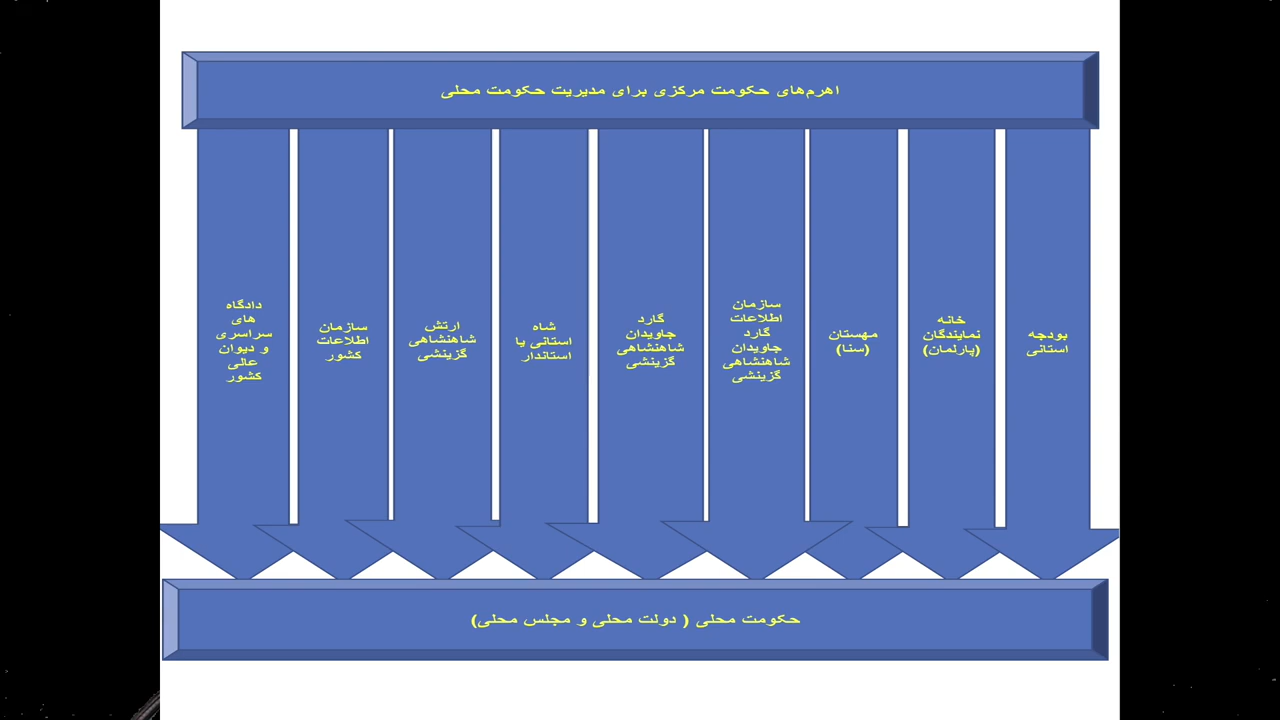 اهرم‌های حکومت مرکزی برای مدیریت حکومت محلی
بودجه
استانی
خانه
نمایندگان
(پارلمان)
مهستان
(سنا)
سازمان
اطلاعات
گارد
جاویدان
شاهنشاهی
گزینشی
گارد
جاویدان
شاهنشاهی
گزینشی
شاه
استانی یا
استاندار
ارتش
شاهنشاهی
گزینشی
سازمان
اطلاعات
کشور
دادگاه
های
سراسری
و دیوان
عالی
کشور
حکومت محلی ( دولت محلی و مجلس محلی)